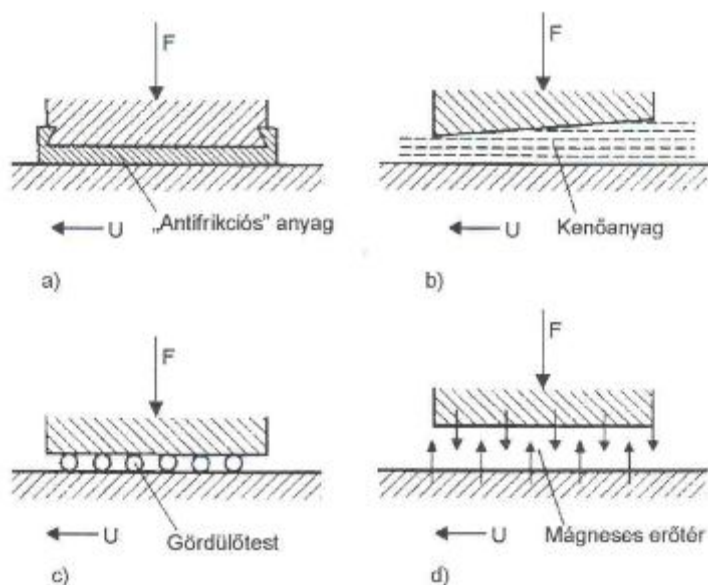 F
„Antifrikciós” anyag
U
a)
F
Kenőanyag
U
b)
F
Gördülőtest
U
c)
F
Mágneses erőtér
U
d)